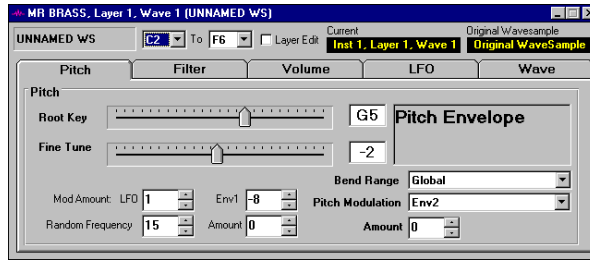 MR BRASS, Layer 1, Wave 1 (UNNAMED WS)
UNNAMED WS C2 To F6 Layer Edit
Current
Inst 1, Layer 1, Wave 1
Original Wavesample
Original WaveSample
Pitch Filter Volume LFO Wave
Pitch
Root Key G5 Pitch Envelope
Fine Tune -2
Bend Range Global
Mod Amount: LFO 1 Env1 -8 Pitch Modulation Env2
Random Frequency 15 Amount 0 Amount 0